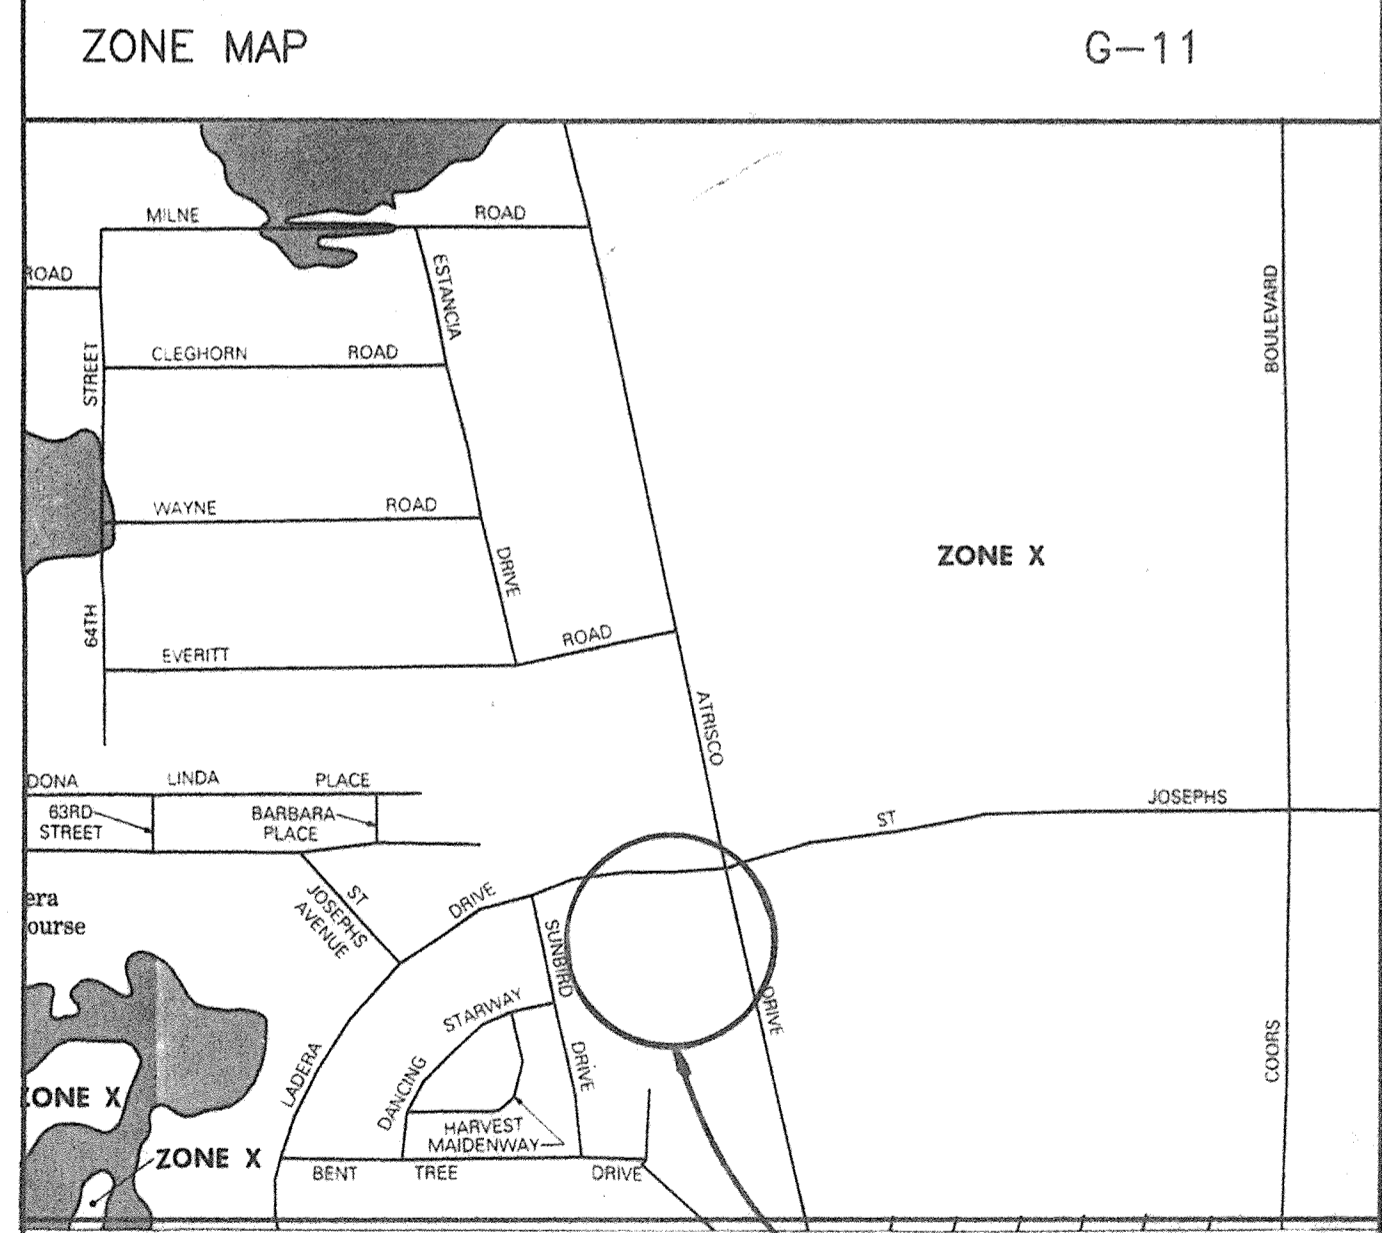 ZONE MAP
G-11
MILNE
ROAD
ROAD
ESTANCIA
BOULEVARD
STREET
CLEGHORN
ROAD
WAYNE
ROAD
DRIVE
ZONE X
64TH
EVERITT
ROAD
ATRISCO
DONA
LINDA
PLACE
63RD
STREET
BARBARA
PLACE
ST
JOSEPHS
ST
JOSEPHS
AVENUE
DRIVE
era
ourse
SUNBIRD
STARWAY
DRIVE
LADERA
DANCING
DRIVE
COORS
ZONE X
HARVEST
MAIDENWAY
ZONE X
BENT
TREE
DRIVE